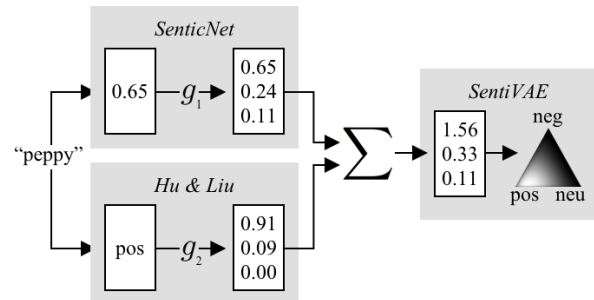 SenticNet
0.65
g1
0.65
0.24
0.11
“peppy”
Hu & Liu
pos
g2
0.91
0.09
0.00
∑
SentiVAE
1.56
0.33
0.11
neg
pos neu